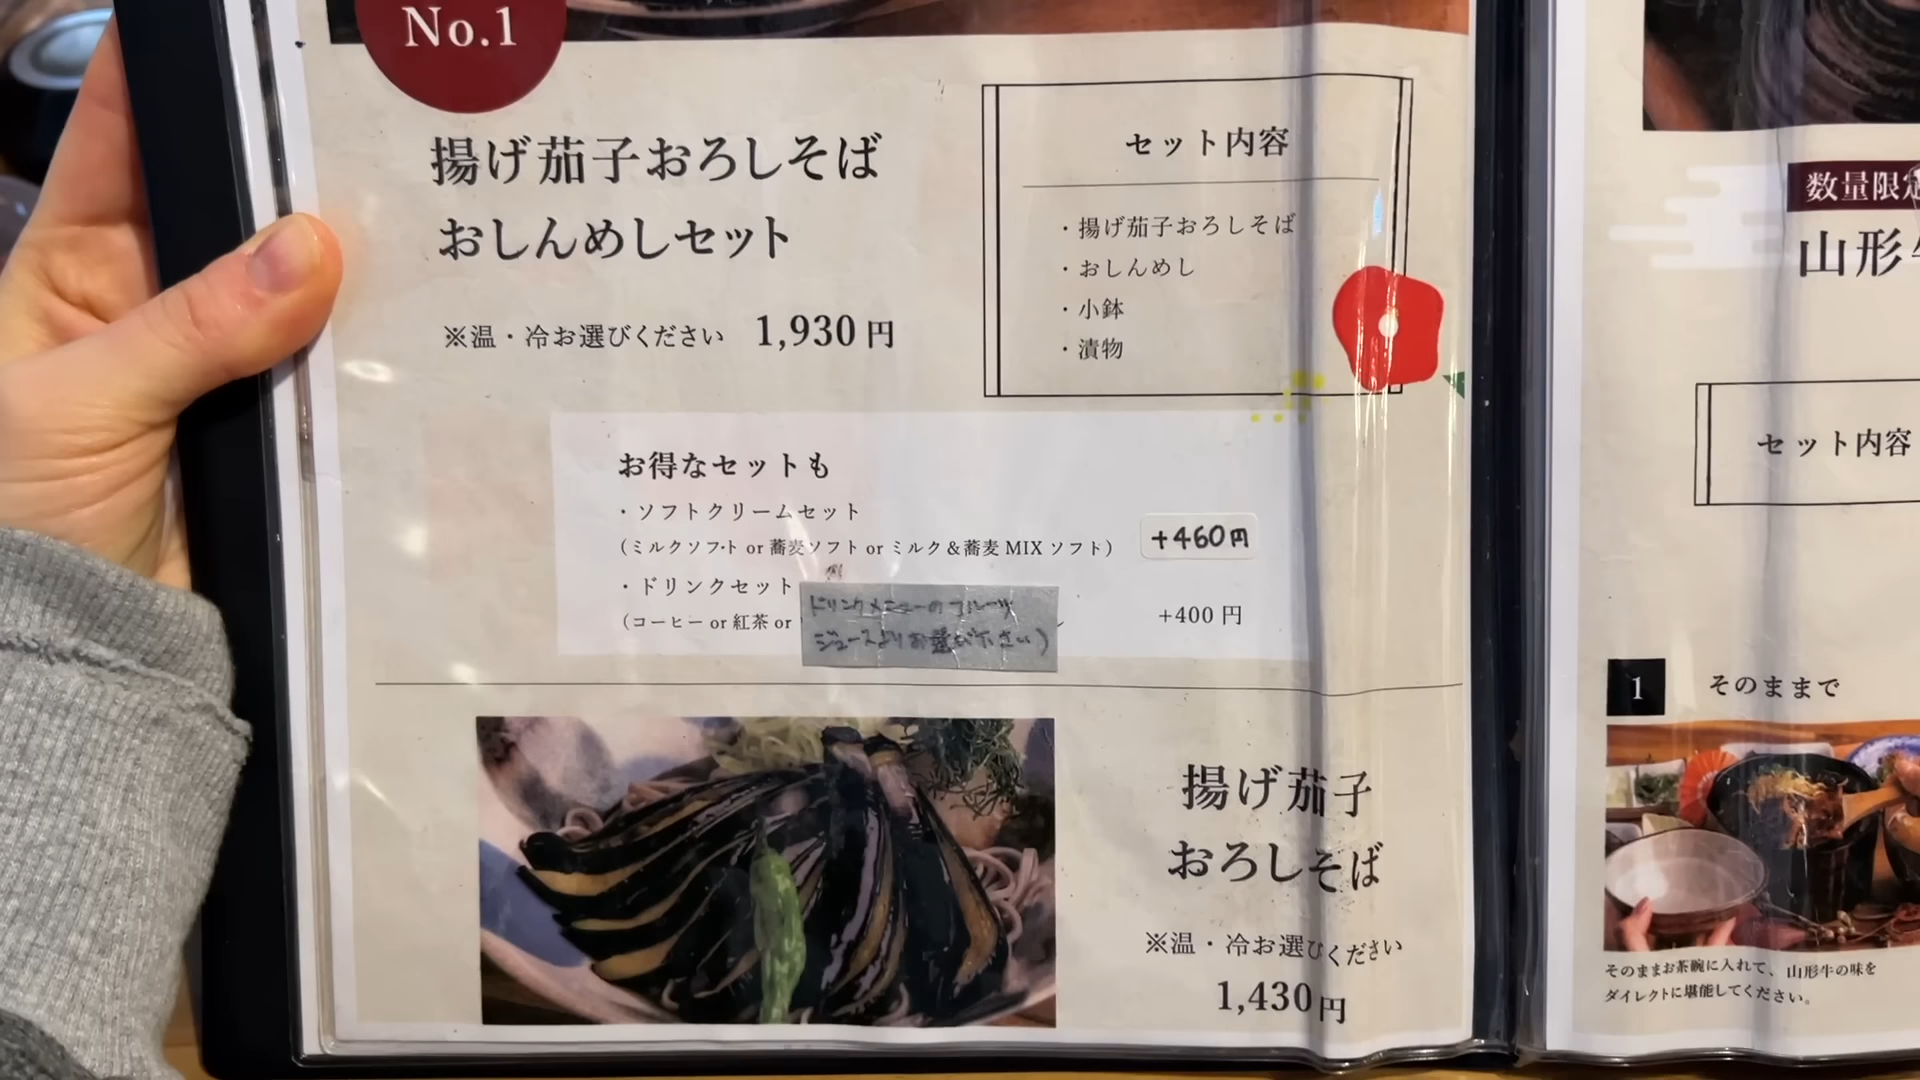 No.1
揚げ茄子おろしそば
おしんめしセット
※温・冷お選びください 1,930円
セット内容
・揚げ茄子おろしそば
・おしんめし
・小鉢
・漬物
お得なセットも
・ソフトクリームセット
(ミルクソフト or 蕎麦ソフト or ミルク&蕎麦 MIX ソフト) +460円
・ドリンクセット
(コーヒー or 紅茶 or +400円
ドリンクメニューのフルーツ
ジュースよりお選び下さい)
揚げ茄子
おろしそば
※温・冷お選びください
1,430円
数量限定
山形
セット内容
1 そのままで
そのままお茶碗に入れて、山形牛の味を
ダイレクトに堪能してください。